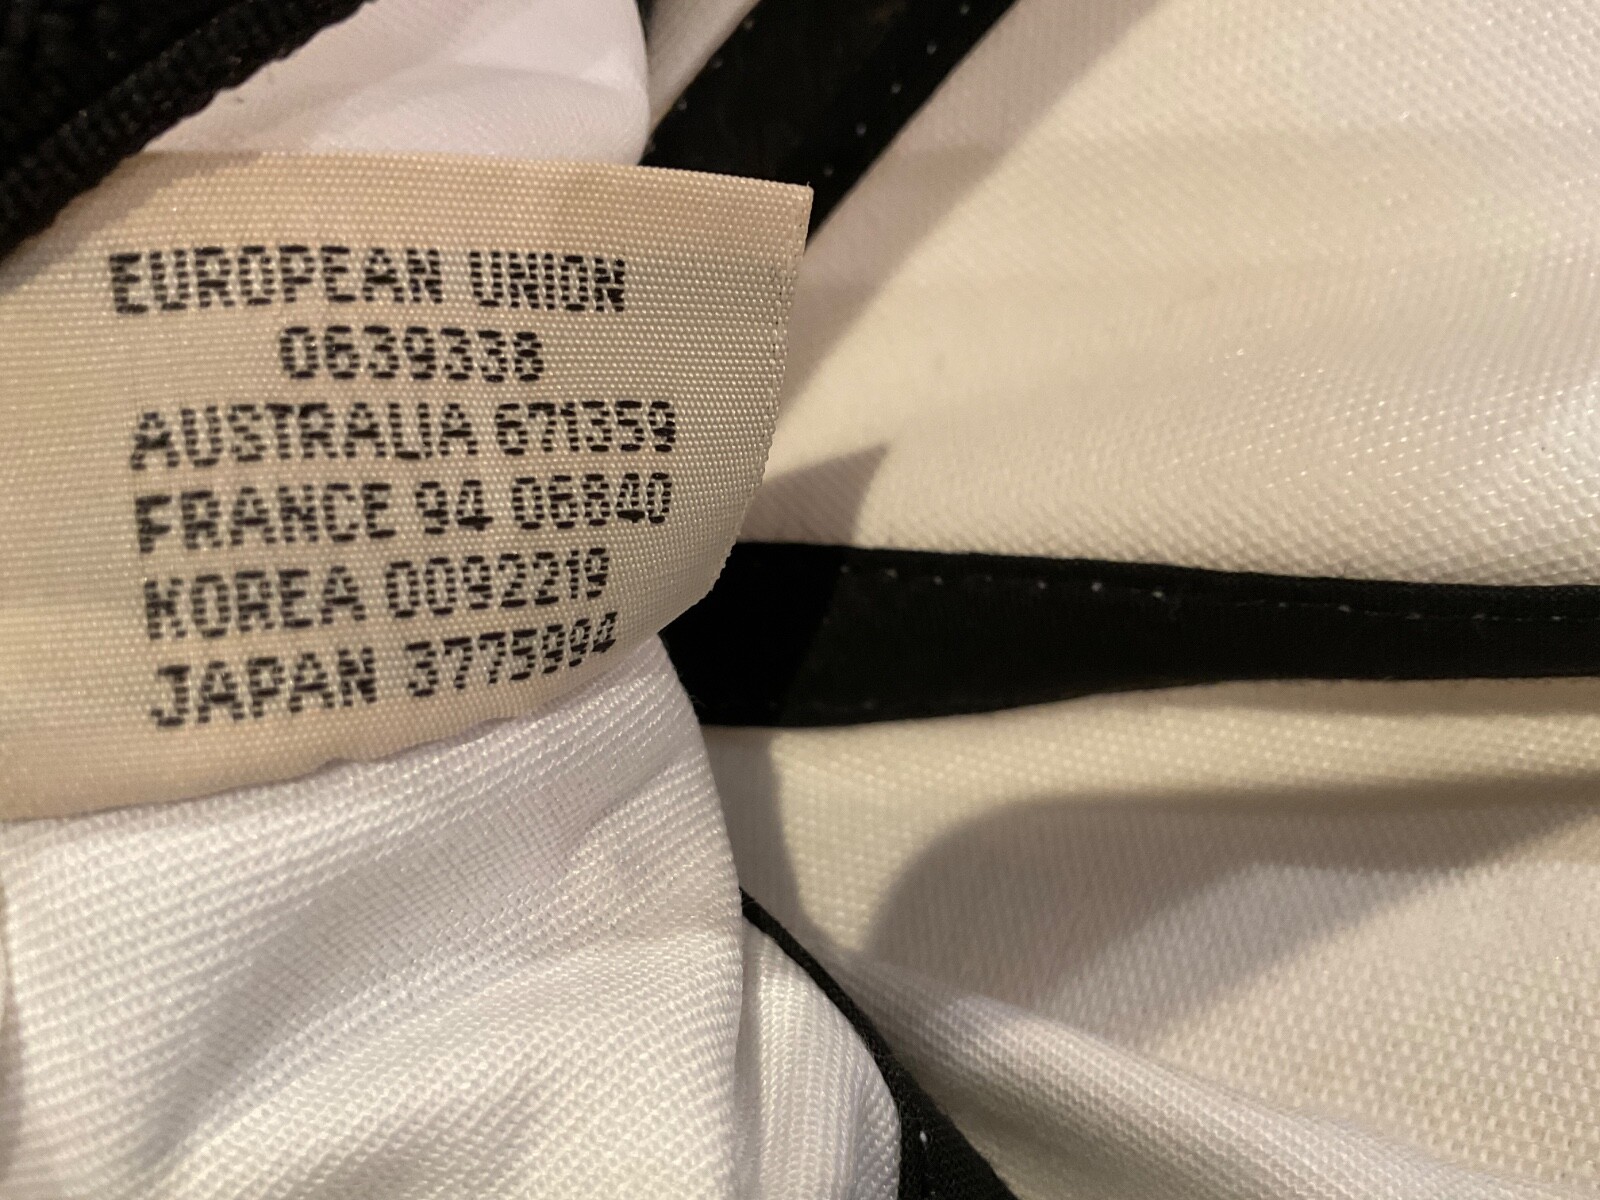 EUROPEAN UNION
0639338
AUSTRALIA 671359
FRANCE 94 06840
KOREA 0092219
JAPAN 3775994